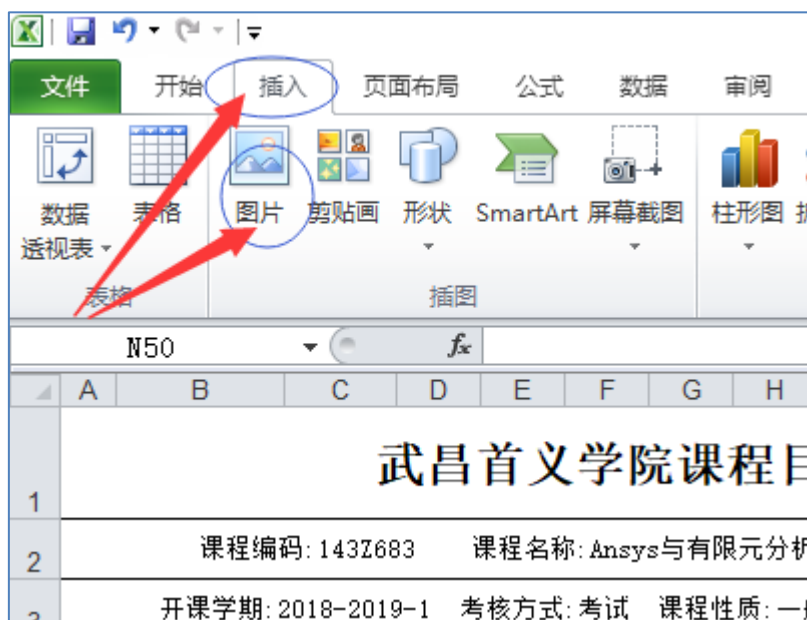 文件 开始 插入 页面布局 公式 数据 审阅
数据透视表 表格 图片 剪贴画 形状 SmartArt 屏幕截图 柱形图
表格 插图
N50 fx
A B C D E F G H
1 武昌首义学院课程
2 课程编码:143Z683 课程名称:Ansys与有限元分
3 开课学期:2018-2019-1 考核方式:考试 课程性质:一